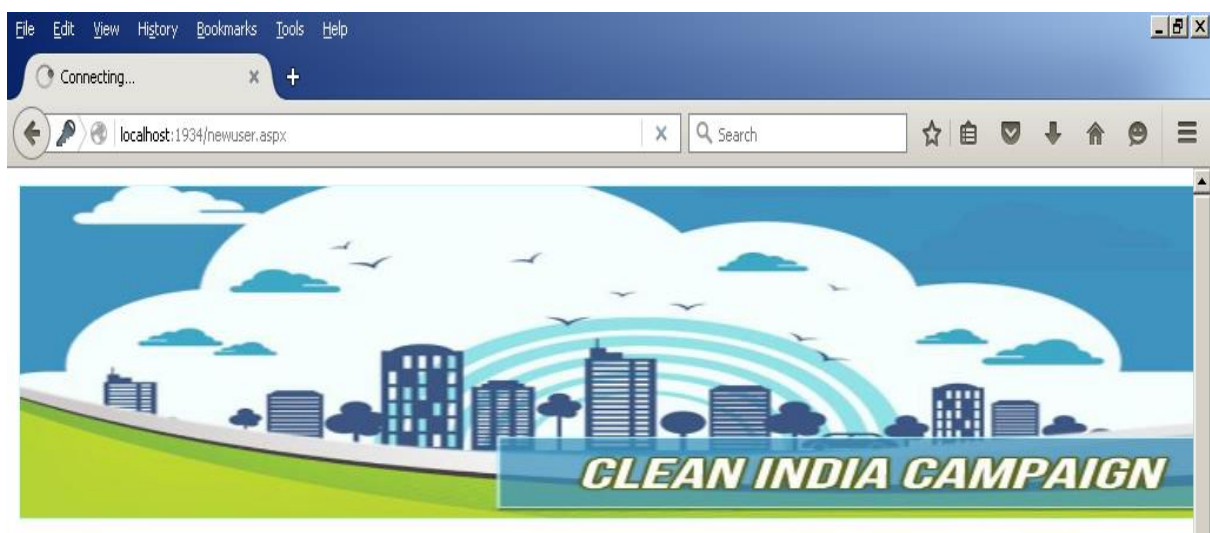 File Edit View History Bookmarks Tools Help
Connecting...
localhost:1934/newuser.aspx
Search
CLEAN INDIA CAMPAIGN